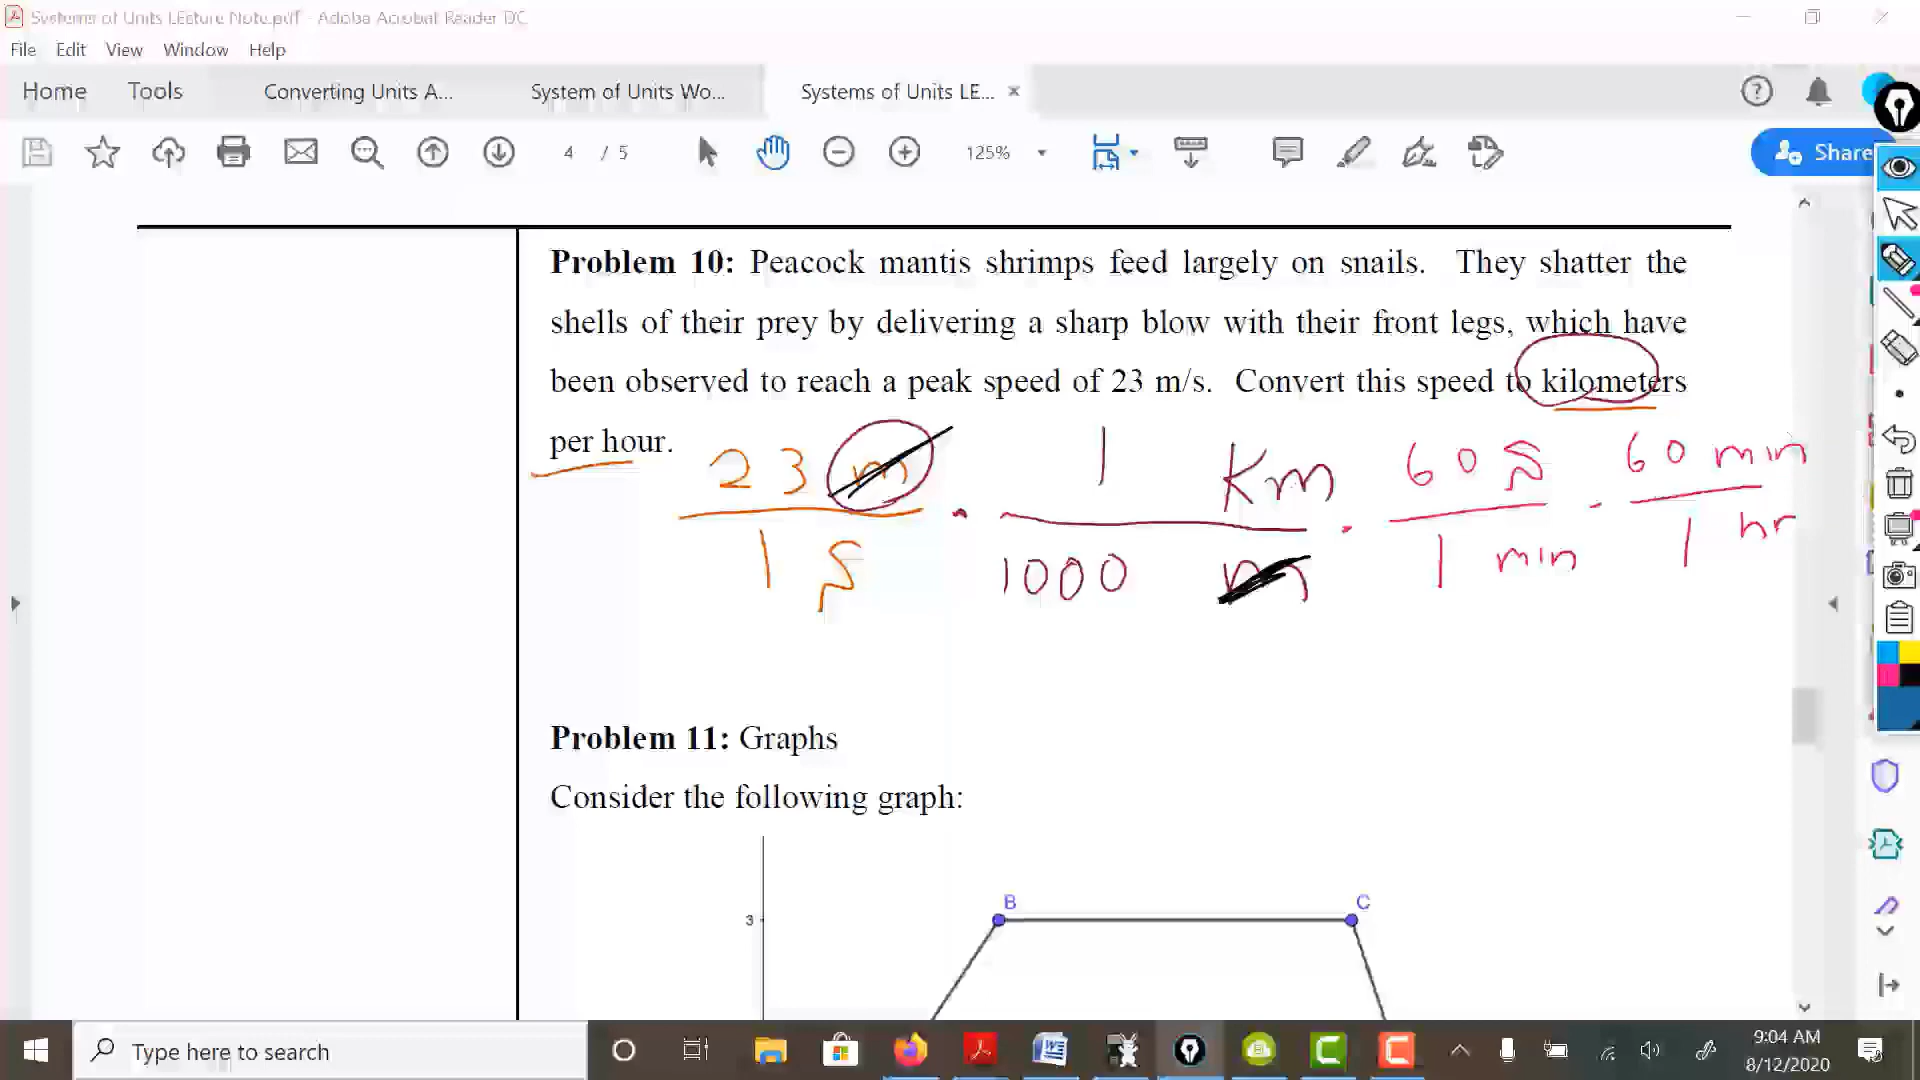 Systems of Units LEcture Note.pdf - Adobe Acrobat Reader DC
File Edit View Window Help
Home Tools Converting Units A... System of Units Wo... Systems of Units LE... ×
4 / 5 125% Share
Problem 10: Peacock mantis shrimps feed largely on snails. They shatter the
shells of their prey by delivering a sharp blow with their front legs, which have
been observed to reach a peak speed of 23 m/s. Convert this speed to kilometers
per hour.
23 m 1 Km 60 s 60 min
1 s 1000 m 1 min 1 hr
Problem 11: Graphs
Consider the following graph:
B C
3
Type here to search
9:04 AM
8/12/2020